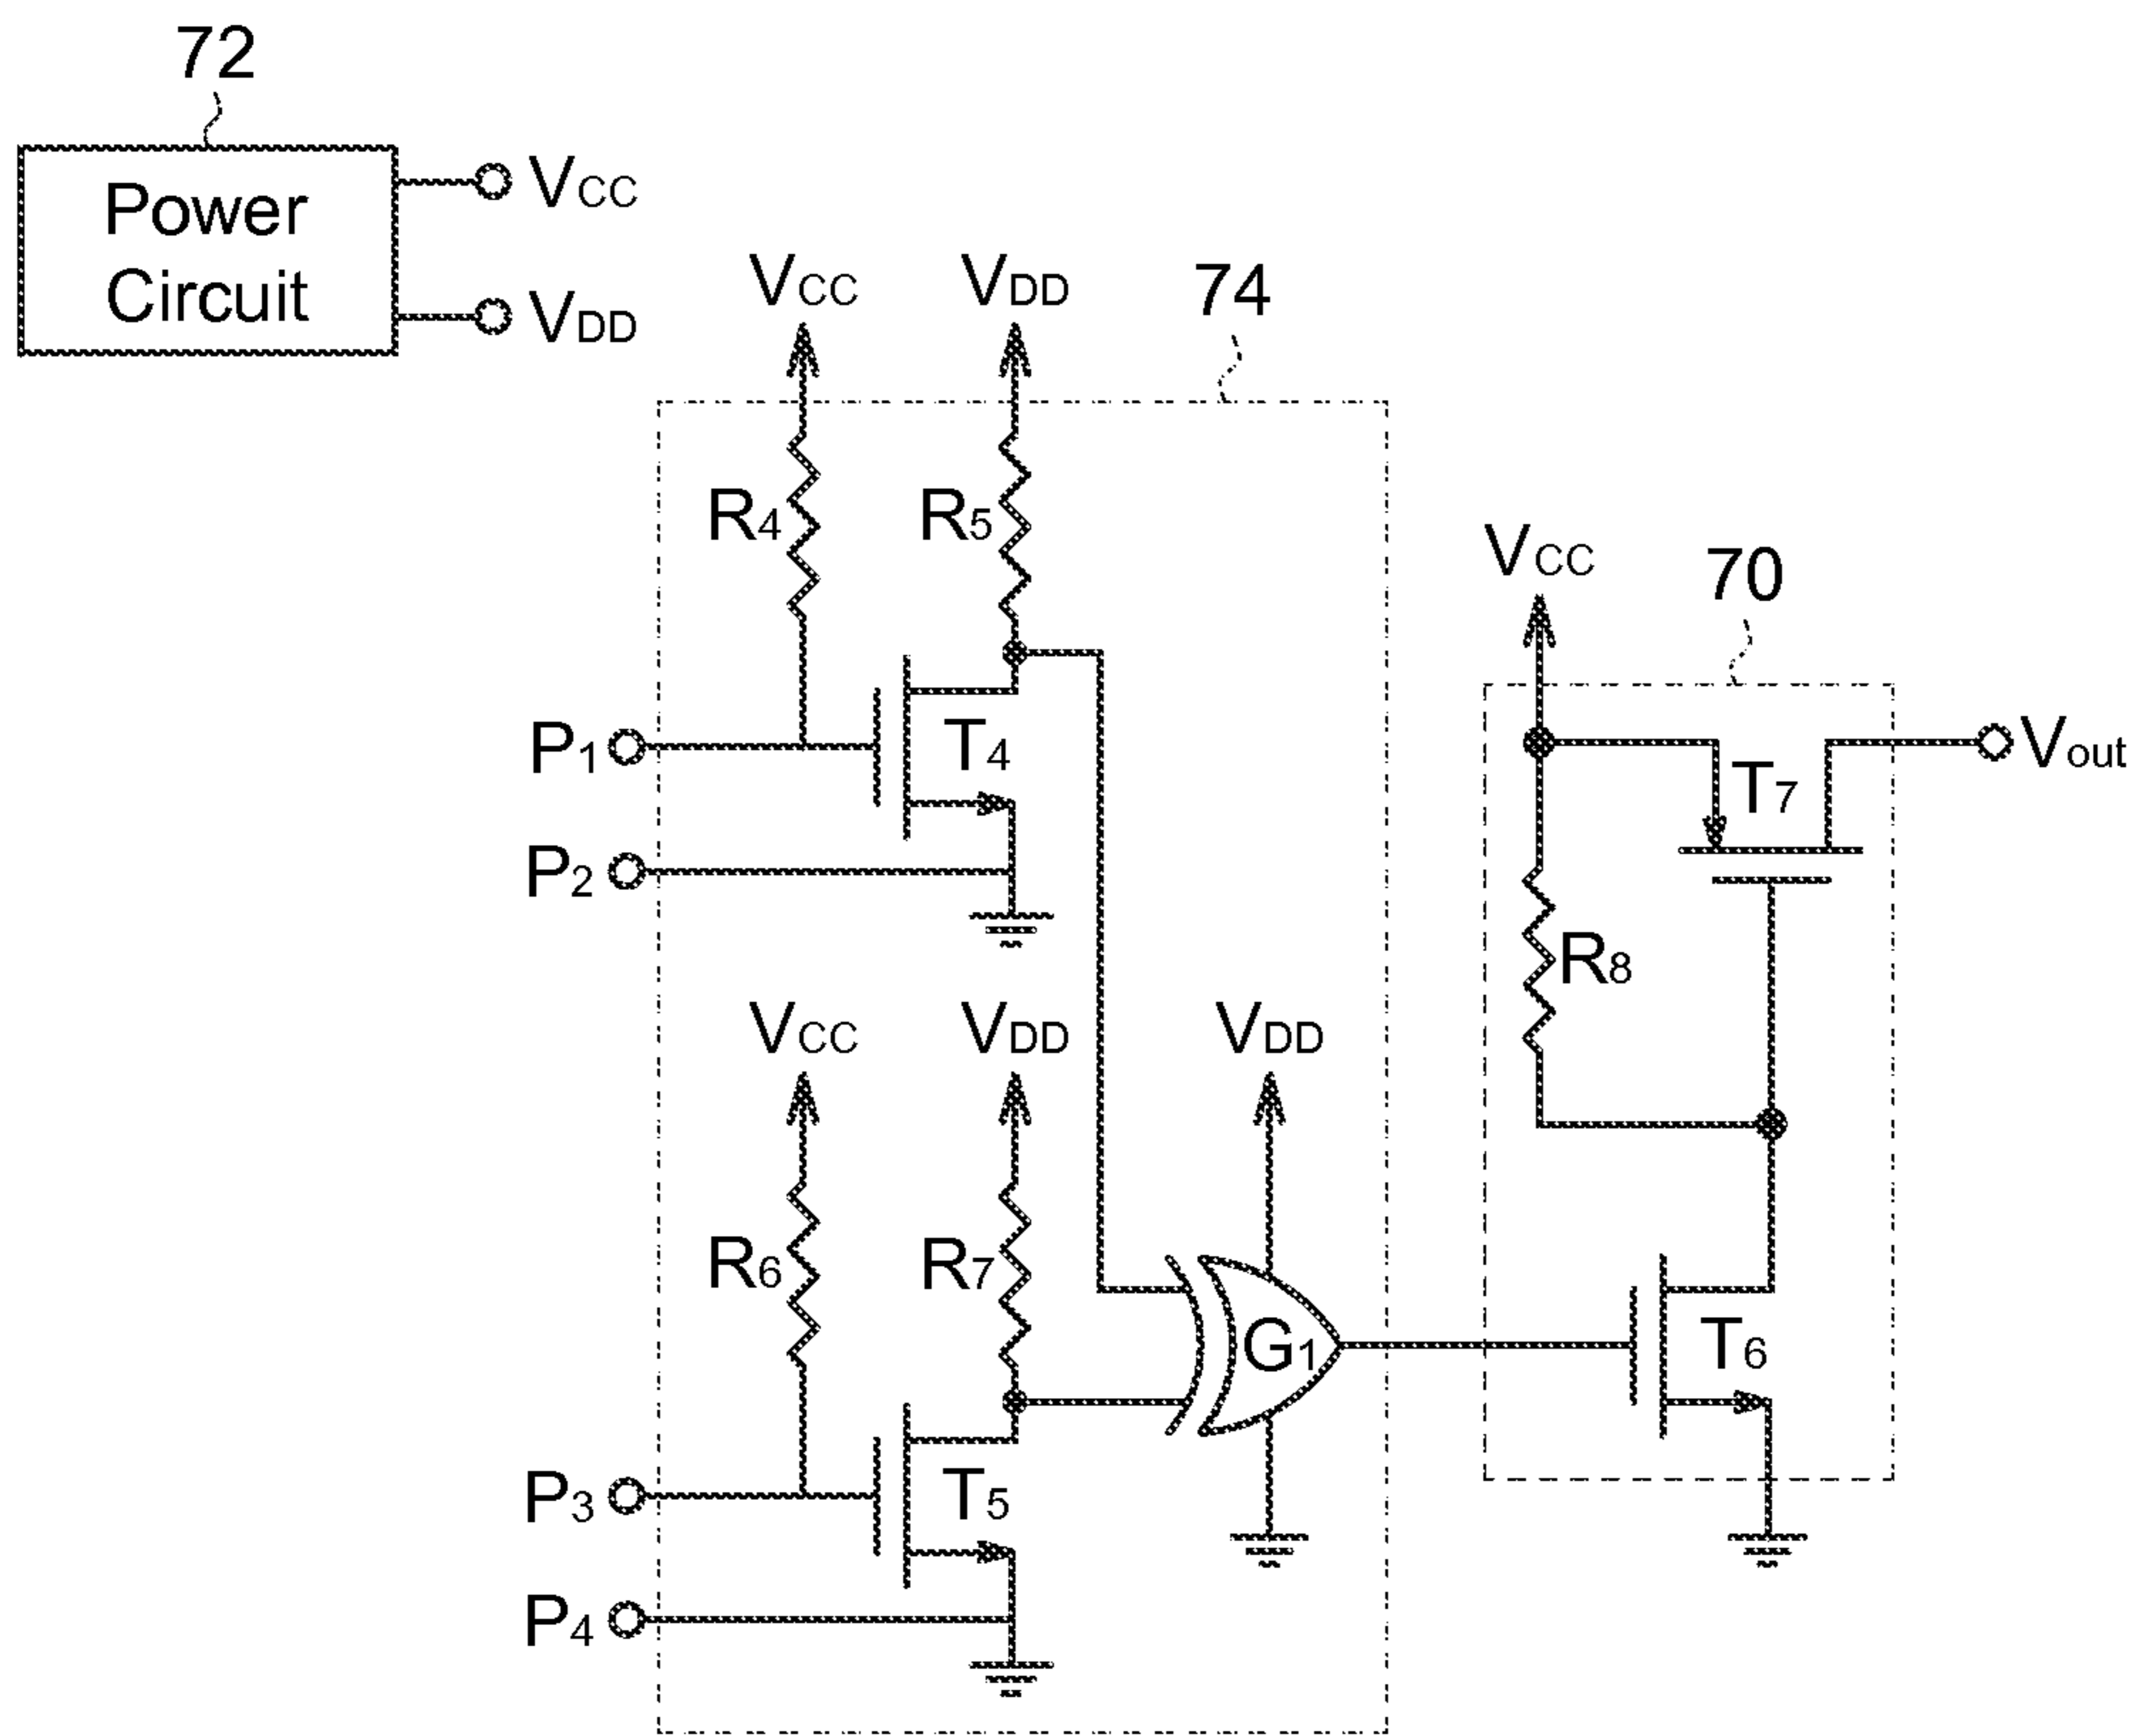 72
Power
Circuit
VCC
VDD
VCC
VDD
74
R4
R5
VCC
70
P1
T4
T7
Vout
P2
R8
VCC
VDD
VDD
R6
R7
G1
T6
P3
T5
P4